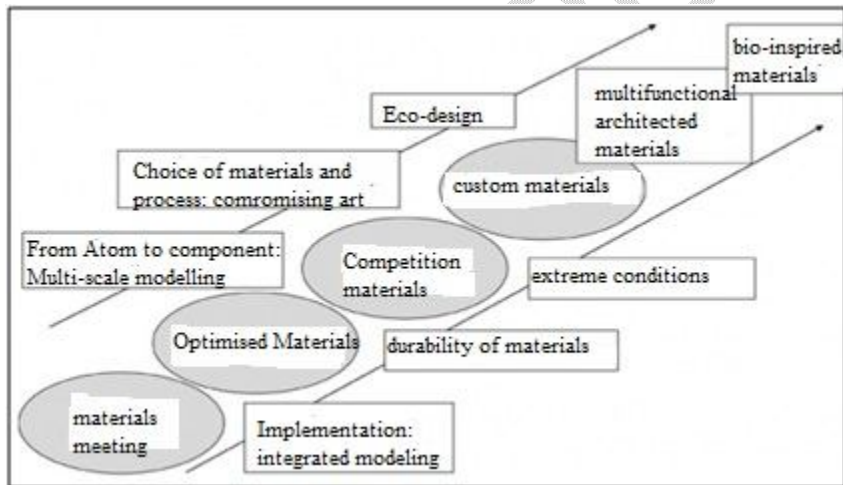 bio-inspired
materials
multifunctional
architected
materials
Eco-design
Choice of materials and
process: comromising art
custom materials
From Atom to component:
Multi-scale modelling
Competition
materials
extreme conditions
Optimised Materials
durability of materials
materials
meeting
Implementation:
integrated modeling